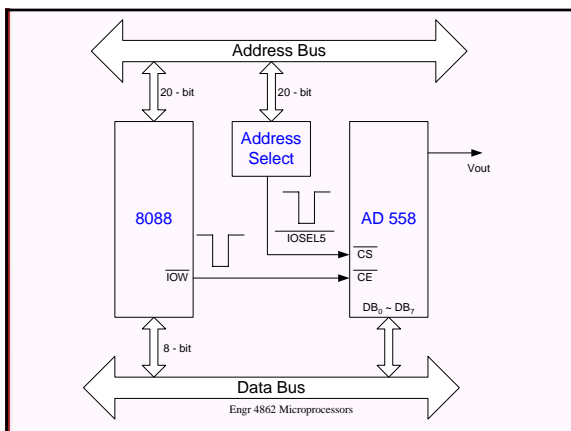 Address Bus
20 - bit
20 - bit
Address
Select
8088
AD 558
Vout
IOSEL5
CS
IOW
CE
DB0 ~ DB7
8 - bit
Data Bus
Engr 4862 Microprocessors